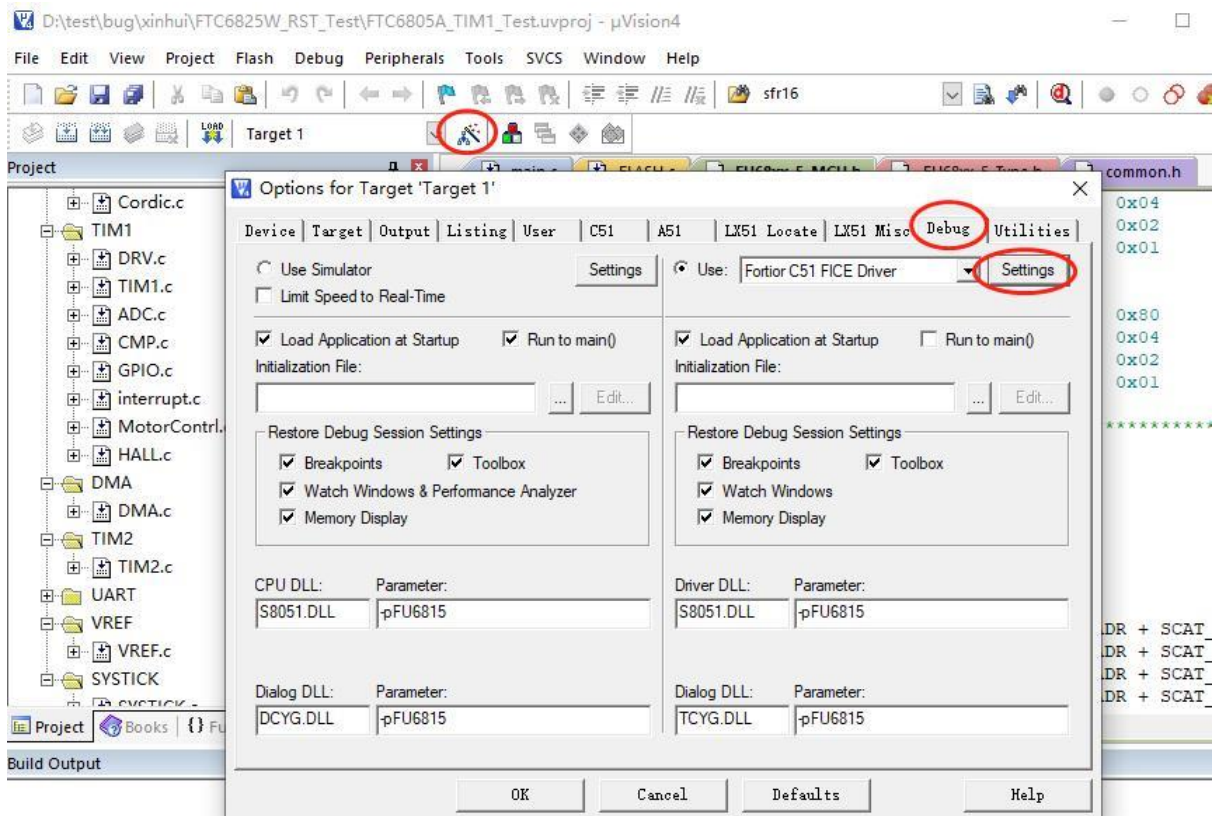 D:\test\bug\xinhui\FTC6825W_RST_Test\FTC6805A_TIM1_Test.uvproj - µVision4
File Edit View Project Flash Debug Peripherals Tools SVCS Window Help
sfr16
LOAD Target 1
Project
common.h
Cordic.c
TIM1
DRV.c
TIM1.c
ADC.c
CMP.c
GPIO.c
interrupt.c
MotorContrl.
HALL.c
DMA
DMA.c
TIM2
TIM2.c
UART
VREF
VREF.c
SYSTICK
Project Books {} Fu
Build Output
Options for Target 'Target 1'
Device Target Output Listing User C51 A51 LX51 Locate LX51 Misc Debug Utilities
Use Simulator Settings
Limit Speed to Real-Time
Load Application at Startup Run to main()
Initialization File:
... Edit...
Restore Debug Session Settings
Breakpoints Toolbox
Watch Windows & Performance Analyzer
Memory Display
CPU DLL: Parameter:
S8051.DLL -pFU6815
Dialog DLL: Parameter:
DCYG.DLL -pFU6815
Use: Fortior C51 FICE Driver Settings
Load Application at Startup Run to main()
Initialization File:
... Edit...
Restore Debug Session Settings
Breakpoints Toolbox
Watch Windows
Memory Display
Driver DLL: Parameter:
S8051.DLL -pFU6815
Dialog DLL: Parameter:
TCYG.DLL -pFU6815
OK Cancel Defaults Help
0x04
0x02
0x01
0x80
0x04
0x02
0x01
***********
DR + SCAT_
DR + SCAT_
DR + SCAT_
DR + SCAT_